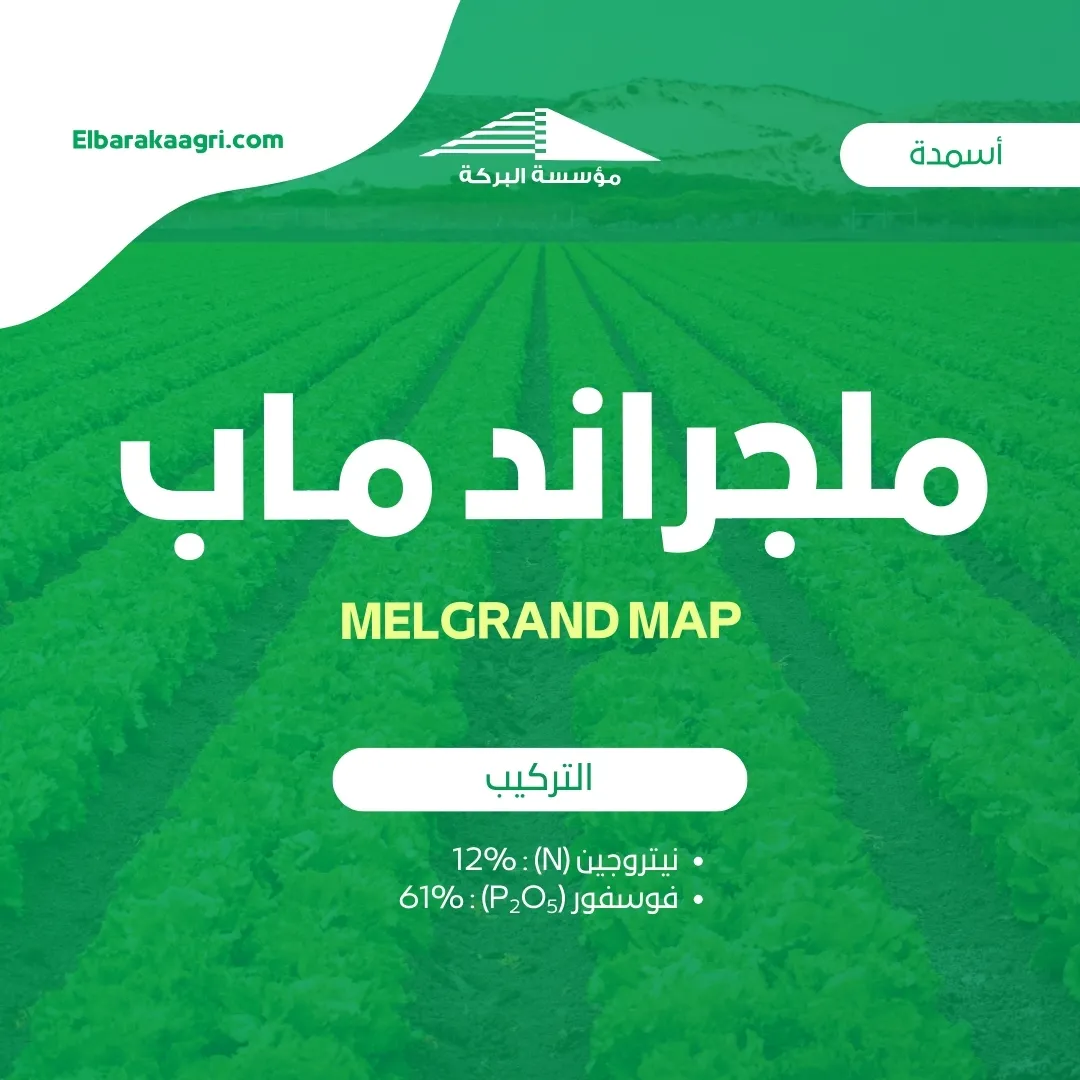 Elbarakaagri.com
مؤسسة البركة
أسمدة
ملجراند ماب
MELGRAND MAP
التركيب
• نيتروجين (N) : 12%
• فوسفور (P₂O₅) : 61%